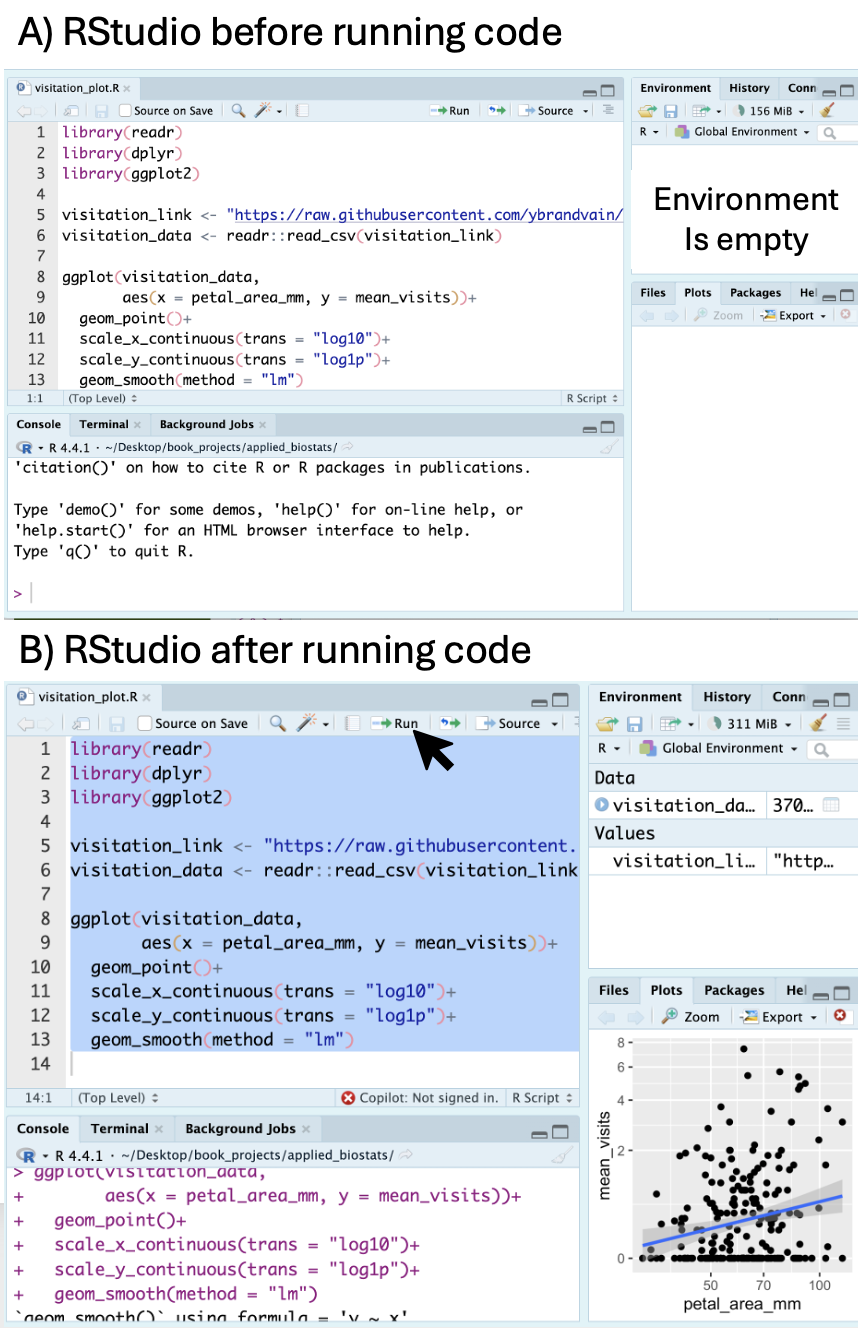 A) RStudio before running code
visitation_plot.R
Source on Save
Run
Source
1 library(readr)
2 library(dplyr)
3 library(ggplot2)
4
5 visitation_link <- "https://raw.githubusercontent.com/ybrandvain/
6 visitation_data <- readr::read_csv(visitation_link)
7
8 ggplot(visitation_data,
9 aes(x = petal_area_mm, y = mean_visits))+
10 geom_point()+
11 scale_x_continuous(trans = "log10")+
12 scale_y_continuous(trans = "log1p")+
13 geom_smooth(method = "lm")
1:1 (Top Level) R Script
Console Terminal Background Jobs
R 4.4.1 · ~/Desktop/book_projects/applied_biostats/
'citation()' on how to cite R or R packages in publications.
Type 'demo()' for some demos, 'help()' for on-line help, or
'help.start()' for an HTML browser interface to help.
Type 'q()' to quit R.
>
Environment History Conn
156 MiB
R Global Environment
Environment
Is empty
Files Plots Packages Hel
Zoom Export
B) RStudio after running code
visitation_plot.R
Source on Save Run Source
1 library(readr)
2 library(dplyr)
3 library(ggplot2)
4
5 visitation_link <- "https://raw.githubusercontent.
6 visitation_data <- readr::read_csv(visitation_link
7
8 ggplot(visitation_data,
9 aes(x = petal_area_mm, y = mean_visits))+
10 geom_point()+
11 scale_x_continuous(trans = "log10")+
12 scale_y_continuous(trans = "log1p")+
13 geom_smooth(method = "lm")
14
14:1 (Top Level) Copilot: Not signed in. R Script
Console Terminal Background Jobs
R 4.4.1 · ~/Desktop/book_projects/applied_biostats/
> ggplot(visitation_data,
+ aes(x = petal_area_mm, y = mean_visits))+
+ geom_point()+
+ scale_x_continuous(trans = "log10")+
+ scale_y_continuous(trans = "log1p")+
+ geom_smooth(method = "lm")
`geom_smooth()` using formula = 'y ~ x'
Environment History Conn
311 MiB
R Global Environment
Data
visitation_da… 370…
Values
visitation_li… "http…
Files Plots Packages Hel
Zoom Export
8
6
4
2
0
mean_visits
50 70 100
petal_area_mm